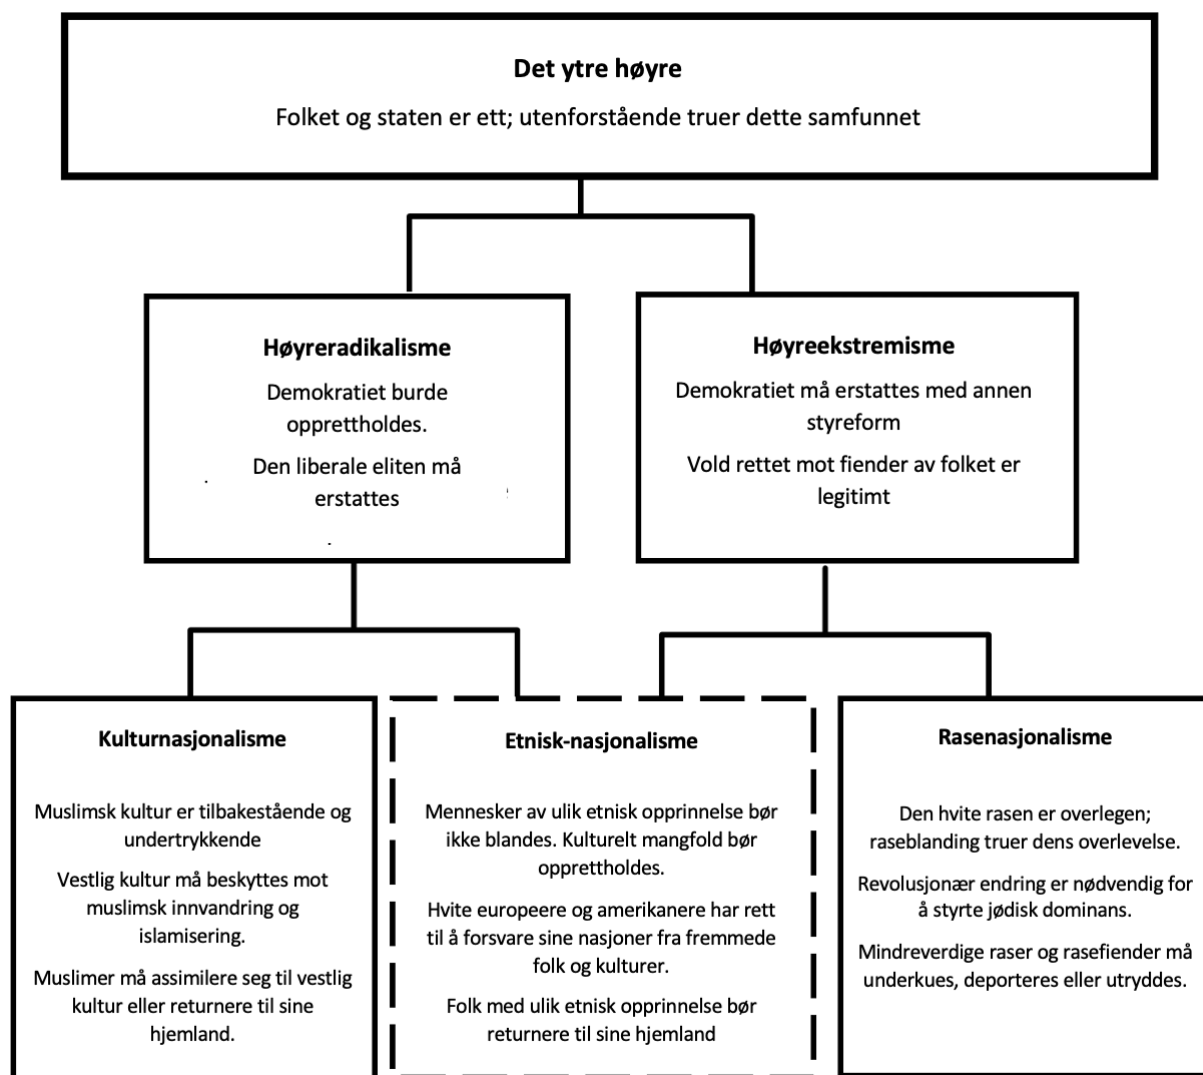 Det ytre høyre
Folket og staten er ett; utenforstående truer dette samfunnet
Høyreradikalisme
Demokratiet burde
opprettholdes.
Den liberale eliten må
erstattes
Høyreekstremisme
Demokratiet må erstattes med annen
styreform
Vold rettet mot fiender av folket er
legitimt
Kulturnasjonalisme
Muslimsk kultur er tilbakestående og
undertrykkende
Vestlig kultur må beskyttes mot
muslimsk innvandring og
islamisering.
Muslimer må assimilere seg til vestlig
kultur eller returnere til sine
hjemland.
Etnisk-nasjonalisme
Mennesker av ulik etnisk opprinnelse bør
ikke blandes. Kulturelt mangfold bør
opprettholdes.
Hvite europeere og amerikanere har rett
til å forsvare sine nasjoner fra fremmede
folk og kulturer.
Folk med ulik etnisk opprinnelse bør
returnere til sine hjemland
Rasenasjonalisme
Den hvite rasen er overlegen;
raseblanding truer dens overlevelse.
Revolusjonær endring er nødvendig for
å styrte jødisk dominans.
Mindreverdige raser og rasefiender må
underkues, deporteres eller utryddes.